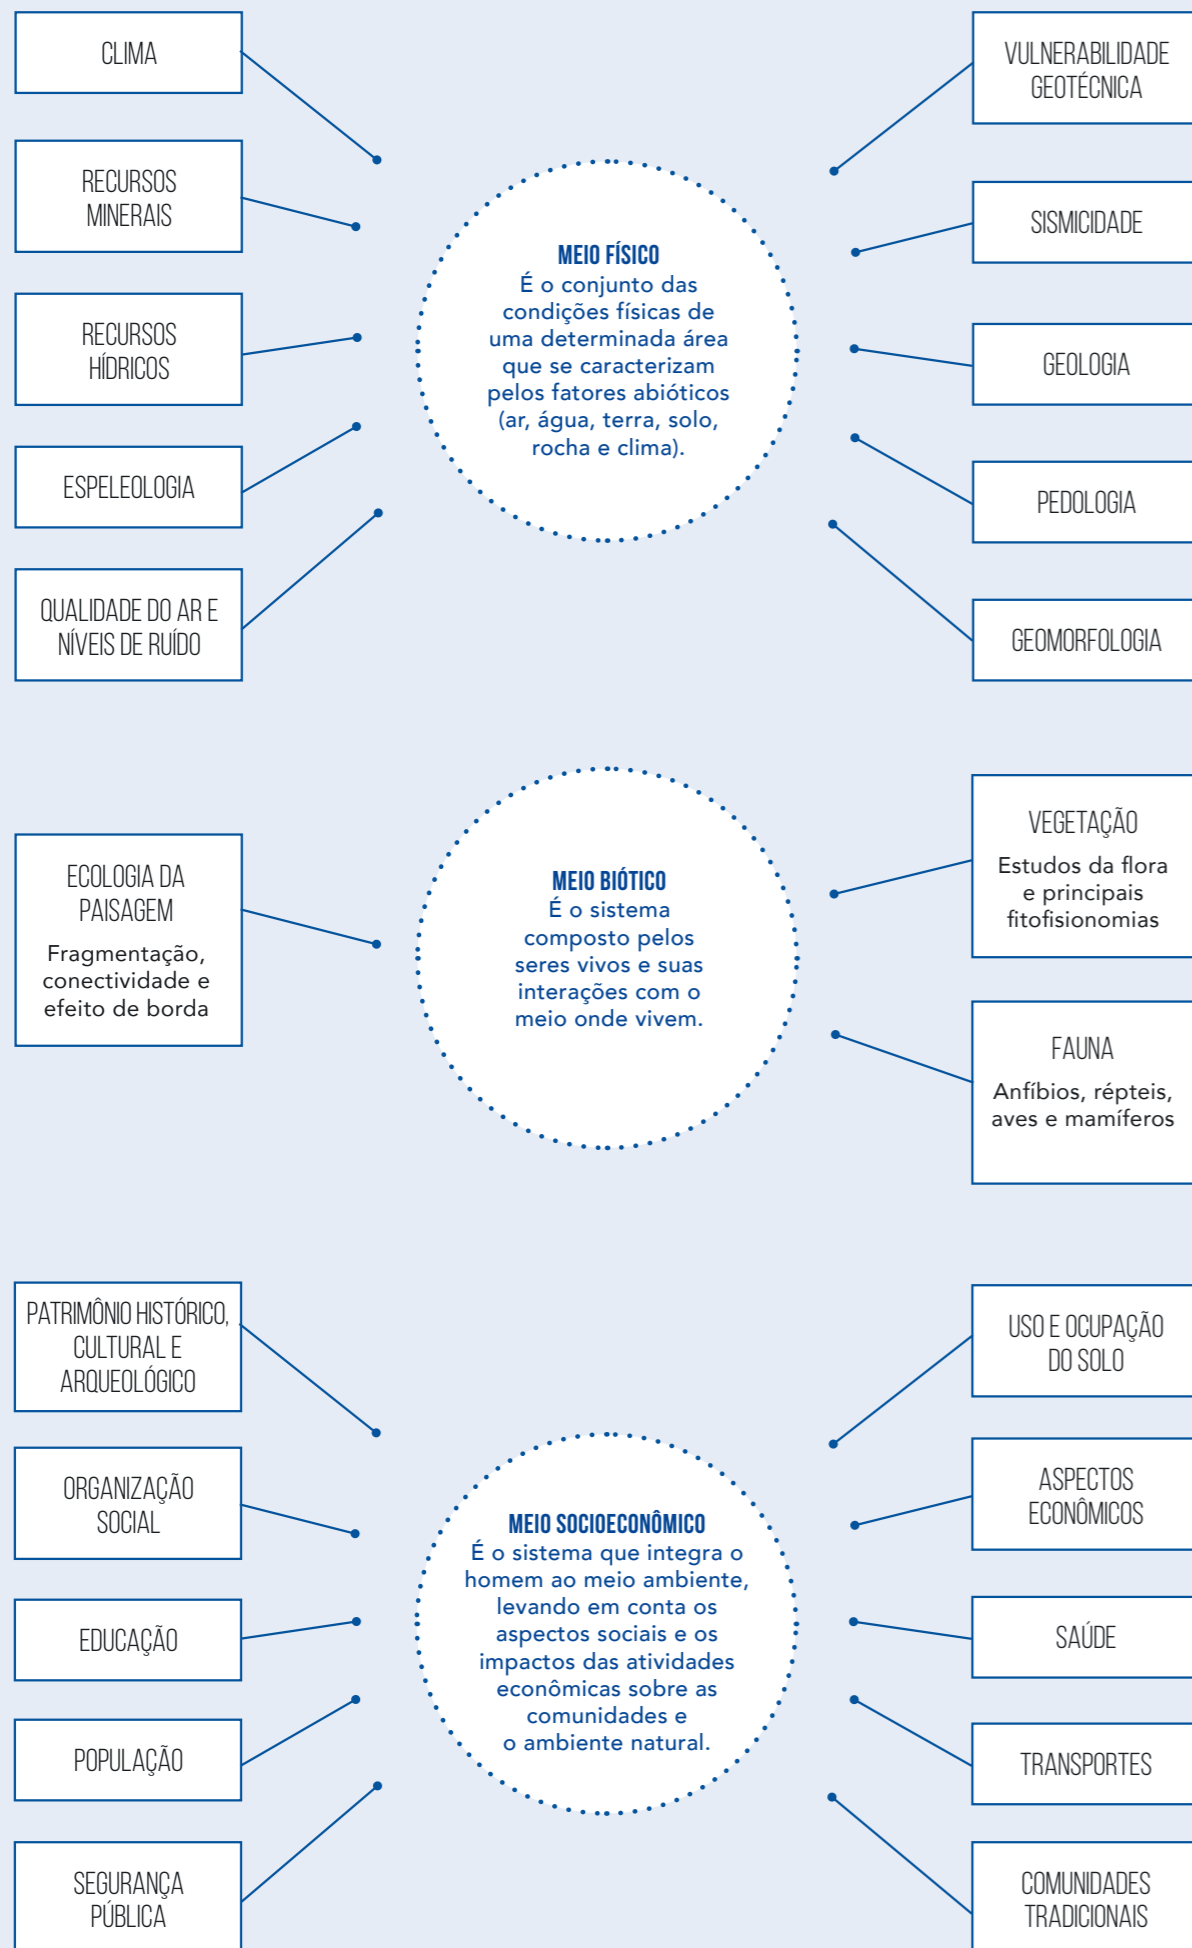 CLIMA
RECURSOS
MINERAIS
RECURSOS
HÍDRICOS
ESPELEOLOGIA
QUALIDADE DO AR E
NÍVEIS DE RUÍDO
MEIO FÍSICO
É o conjunto das
condições físicas de
uma determinada área
que se caracterizam
pelos fatores abióticos
(ar, água, terra, solo,
rocha e clima).
VULNERABILIDADE
GEOTÉCNICA
SISMICIDADE
GEOLOGIA
PEDOLOGIA
GEOMORFOLOGIA
ECOLOGIA DA
PAISAGEM
Fragmentação,
conectividade e
efeito de borda
MEIO BIÓTICO
É o sistema
composto pelos
seres vivos e suas
interações com o
meio onde vivem.
VEGETAÇÃO
Estudos da flora
e principais
fitofisionomias
FAUNA
Anfíbios, répteis,
aves e mamíferos
PATRIMÔNIO HISTÓRICO,
CULTURAL E
ARQUEOLÓGICO
ORGANIZAÇÃO
SOCIAL
EDUCAÇÃO
POPULAÇÃO
SEGURANÇA
PÚBLICA
MEIO SOCIOECONÔMICO
É o sistema que integra o
homem ao meio ambiente,
levando em conta os
aspectos sociais e os
impactos das atividades
econômicas sobre as
comunidades e
o ambiente natural.
USO E OCUPAÇÃO
DO SOLO
ASPECTOS
ECONÔMICOS
SAÚDE
TRANSPORTES
COMUNIDADES
TRADICIONAIS